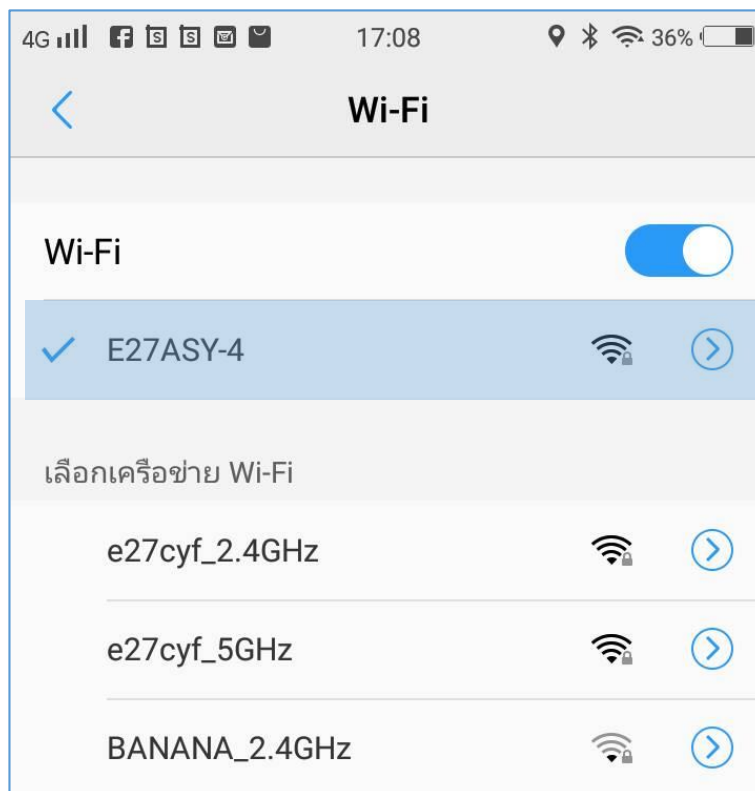 4G 17:08 36%
Wi-Fi
Wi-Fi
E27ASY-4
เลือกเครือข่าย Wi-Fi
e27cyf_2.4GHz
e27cyf_5GHz
BANANA_2.4GHz